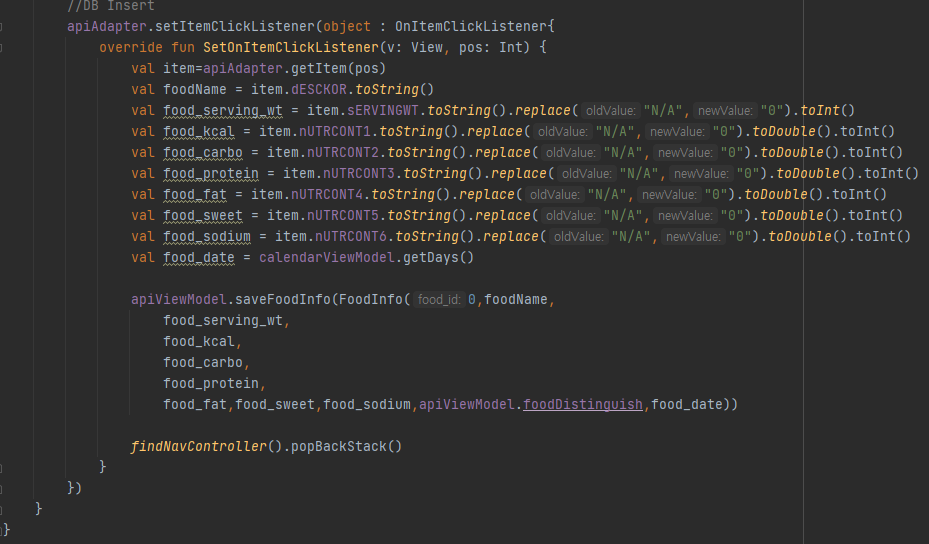 //DB Insert
apiAdapter.setItemClickListener(object : OnItemClickListener{
override fun SetOnItemClickListener(v: View, pos: Int) {
val item=apiAdapter.getItem(pos)
val foodName = item.dESCKOR.toString()
val food_serving_wt = item.sERVINGWT.toString().replace( oldValue: "N/A", newValue: "0").toInt()
val food_kcal = item.nUTRCONT1.toString().replace( oldValue: "N/A", newValue: "0").toDouble().toInt()
val food_carbo = item.nUTRCONT2.toString().replace( oldValue: "N/A", newValue: "0").toDouble().toInt()
val food_protein = item.nUTRCONT3.toString().replace( oldValue: "N/A", newValue: "0").toDouble().toInt()
val food_fat = item.nUTRCONT4.toString().replace( oldValue: "N/A", newValue: "0").toDouble().toInt()
val food_sweet = item.nUTRCONT5.toString().replace( oldValue: "N/A", newValue: "0").toDouble().toInt()
val food_sodium = item.nUTRCONT6.toString().replace( oldValue: "N/A", newValue: "0").toDouble().toInt()
val food_date = calendarViewModel.getDays()
apiViewModel.saveFoodInfo(FoodInfo( food_id: 0,foodName,
food_serving_wt,
food_kcal,
food_carbo,
food_protein,
food_fat,food_sweet,food_sodium,apiViewModel.foodDistinguish,food_date))
findNavController().popBackStack()
}
})
}
}